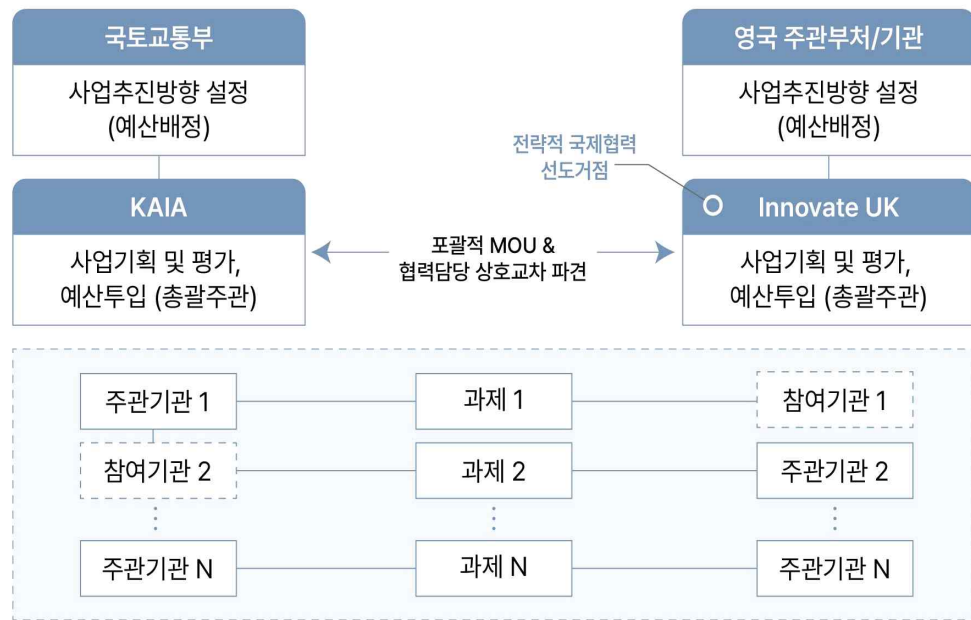 국토교통부
사업추진방향 설정
(예산배정)
영국 주관부처/기관
사업추진방향 설정
(예산배정)
전략적 국제협력
선도거점
KAIA
사업기획 및 평가,
예산투입 (총괄주관)
포괄적 MOU &
협력담당 상호교차 파견
Innovate UK
사업기획 및 평가,
예산투입 (총괄주관)
주관기관 1
과제 1
참여기관 1
참여기관 2
과제 2
주관기관 2
주관기관 N
과제 N
주관기관 N